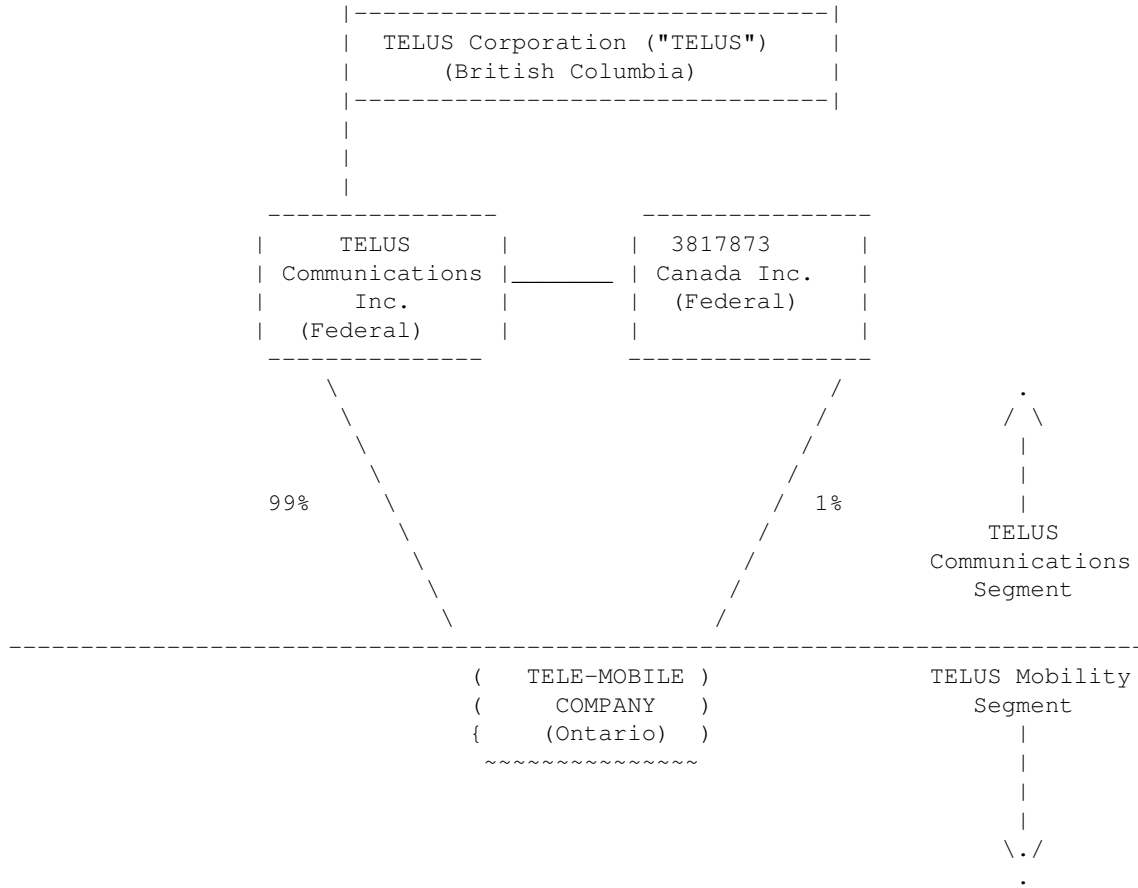 TELUS Corporation ("TELUS")
(British Columbia)
TELUS
Communications
Inc.
(Federal)
3817873
Canada Inc.
(Federal)
99%
1%
TELUS
Communications
Segment
TELE-MOBILE
COMPANY
(Ontario)
TELUS Mobility
Segment